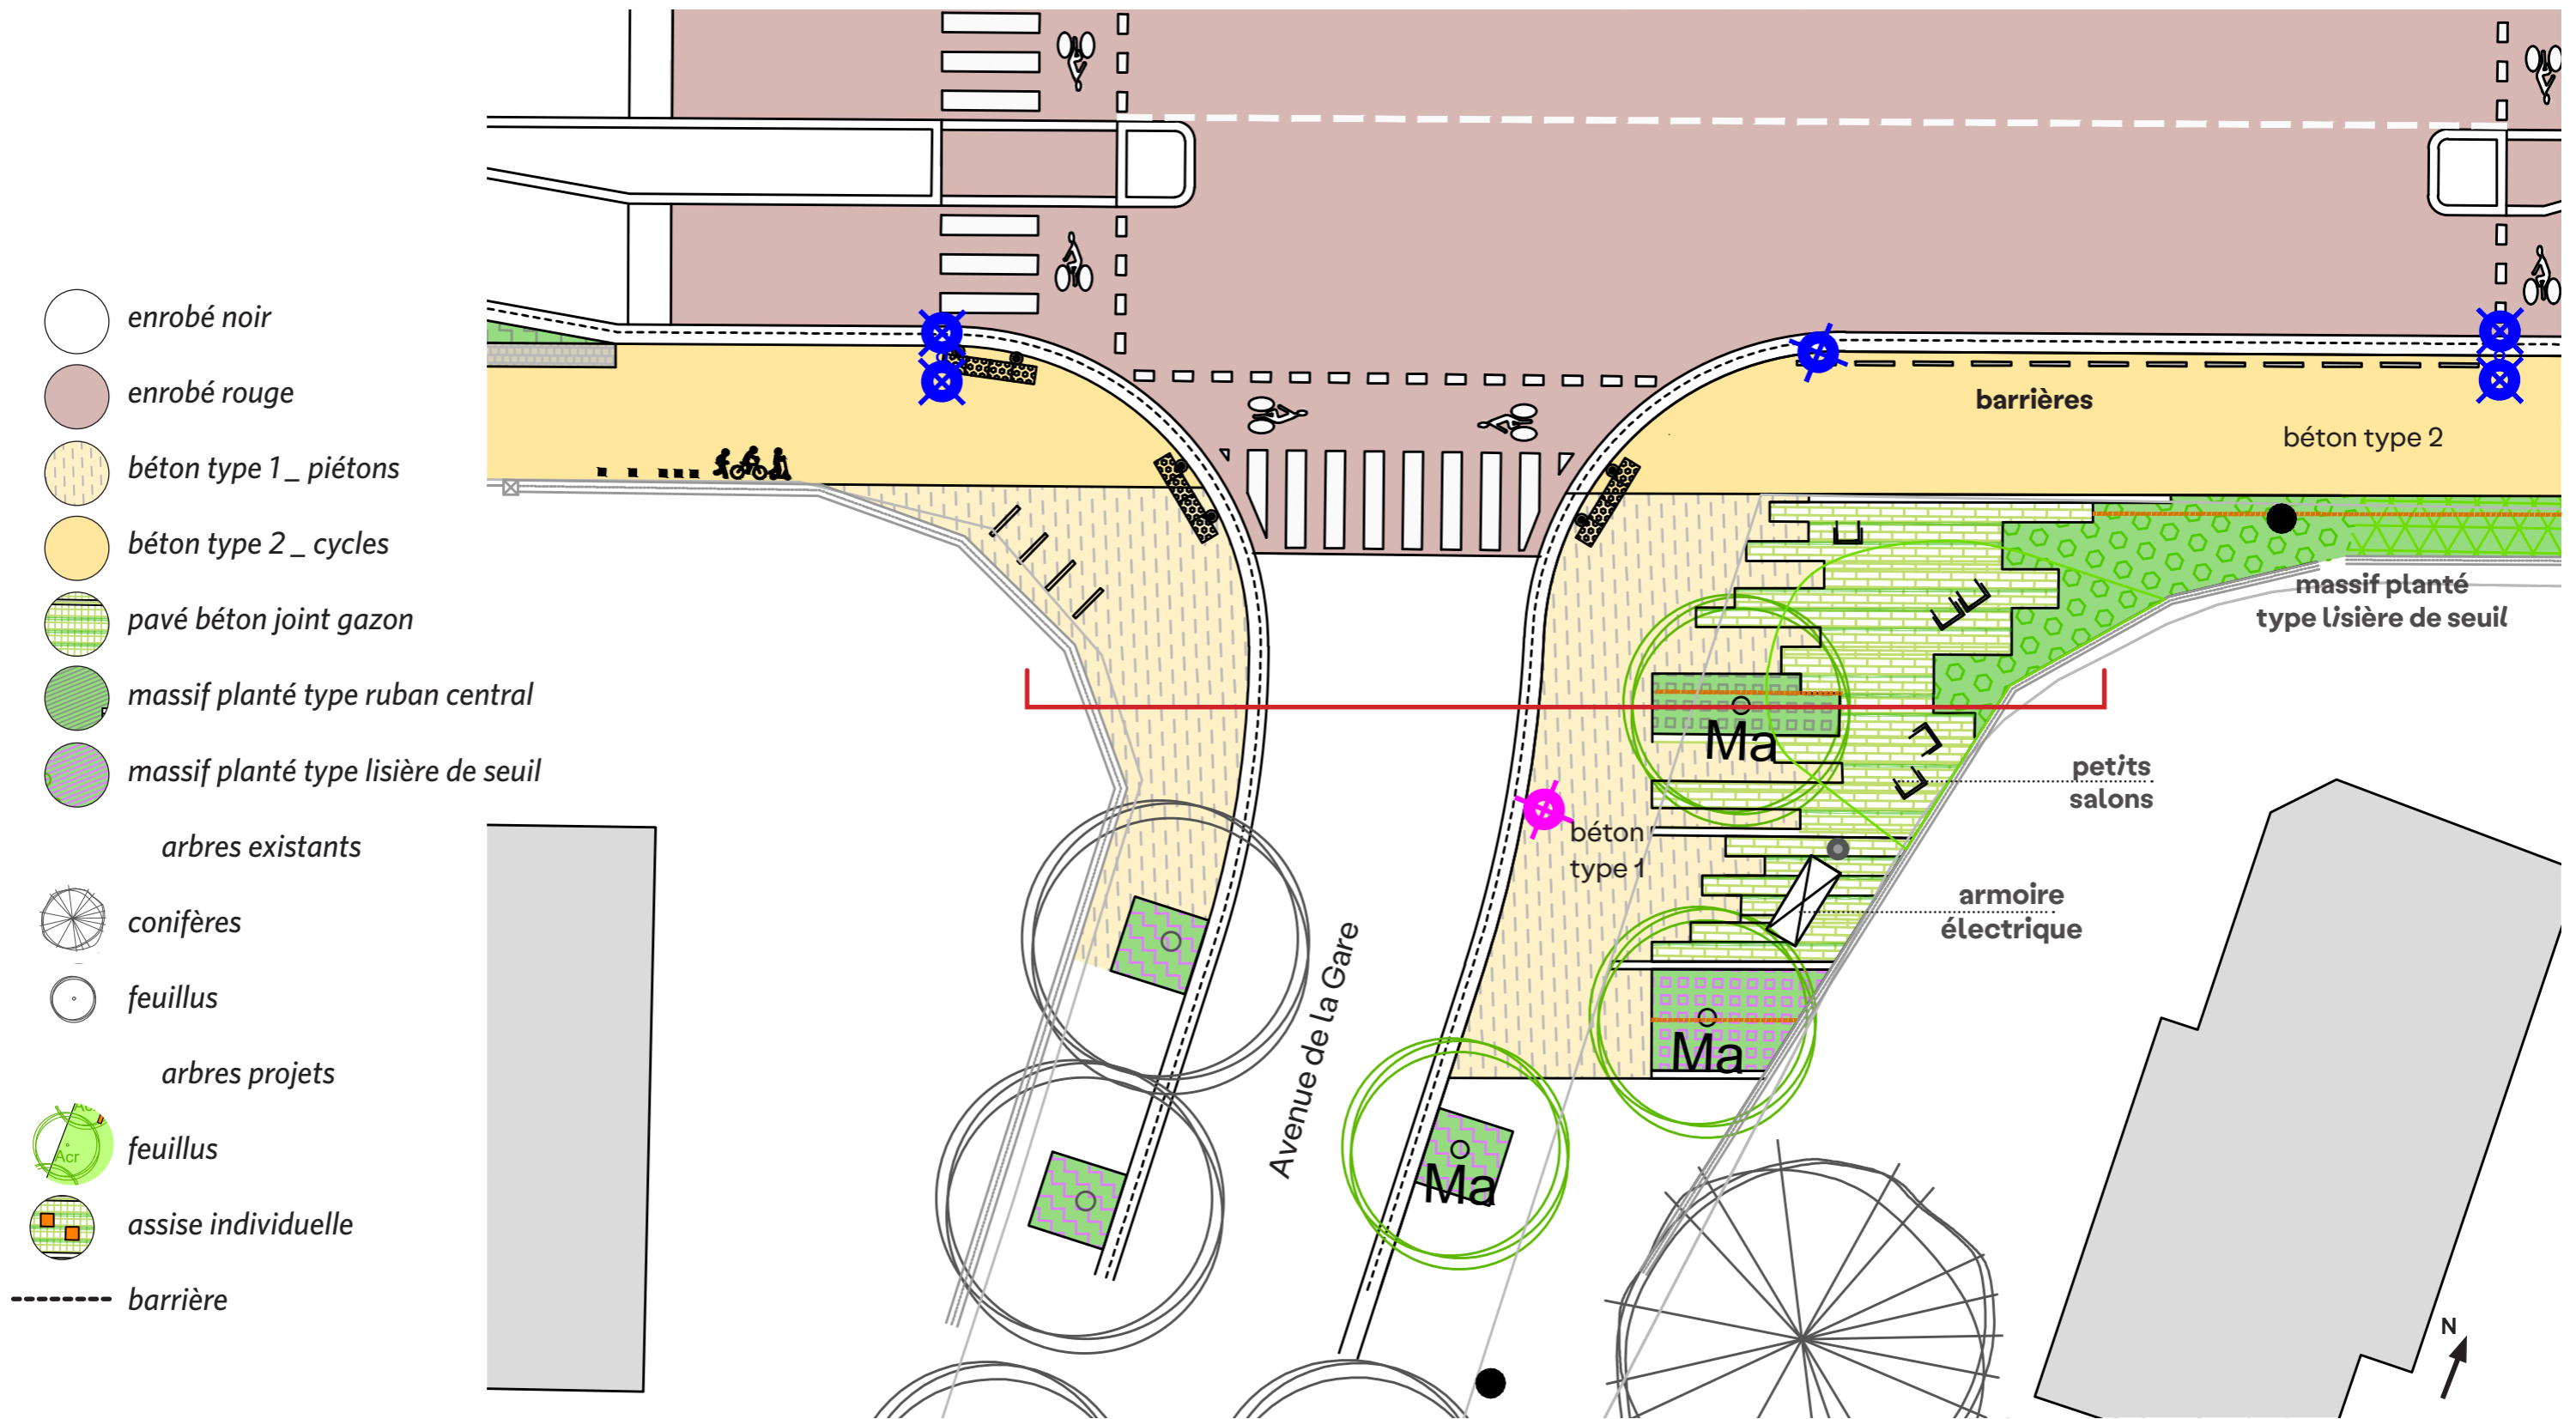 enrobé noir
enrobé rouge
béton type 1_ piétons
béton type 2 _ cycles
pavé béton joint gazon
massif planté type ruban central
massif planté type lisière de seuil
arbres existants
conifères
feuillus
arbres projets
Acr
feuillus
assise individuelle
barrière
barrières
béton type 2
massif planté
type lisière de seuil
Ma
petits
salons
béton
type 1
armoire
électrique
Avenue de la Gare
Ma
Ma
N